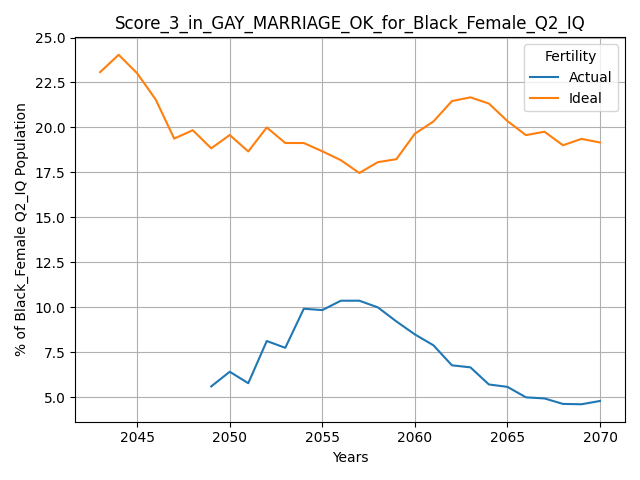 Score_3_in_GAY_MARRIAGE_OK_for_Black_Female_Q2_IQ
25.0
22.5
20.0
17.5
15.0
12.5
10.0
7.5
5.0
% of Black_Female Q2_IQ Population
Fertility
Actual
Ideal
2045 2050 2055 2060 2065 2070
Years